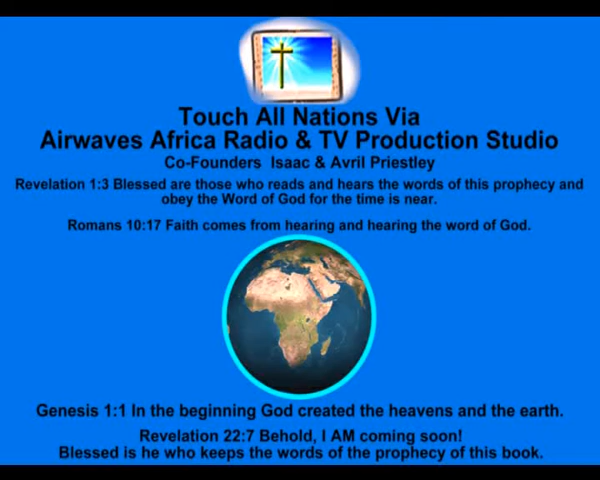 Touch All Nations Via
Airwaves Africa Radio & TV Production Studio
Co-Founders Isaac & Avril Priestley
Revelation 1:3 Blessed are those who reads and hears the words of this prophecy and
obey the Word of God for the time is near.
Romans 10:17 Faith comes from hearing and hearing the word of God.
Genesis 1:1 In the beginning God created the heavens and the earth.
Revelation 22:7 Behold, I AM coming soon!
Blessed is he who keeps the words of the prophecy of this book.